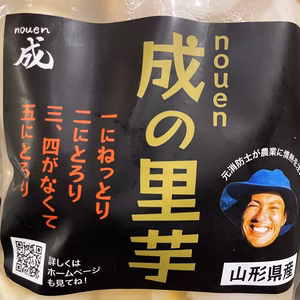 nouen
成
nouen
成の里芋
一にねっとり
二にとろり
三、四がなくて
五にとろり
元消防士が農業に情熱を
山形県産
詳しくは
ホームページ
も見てね!